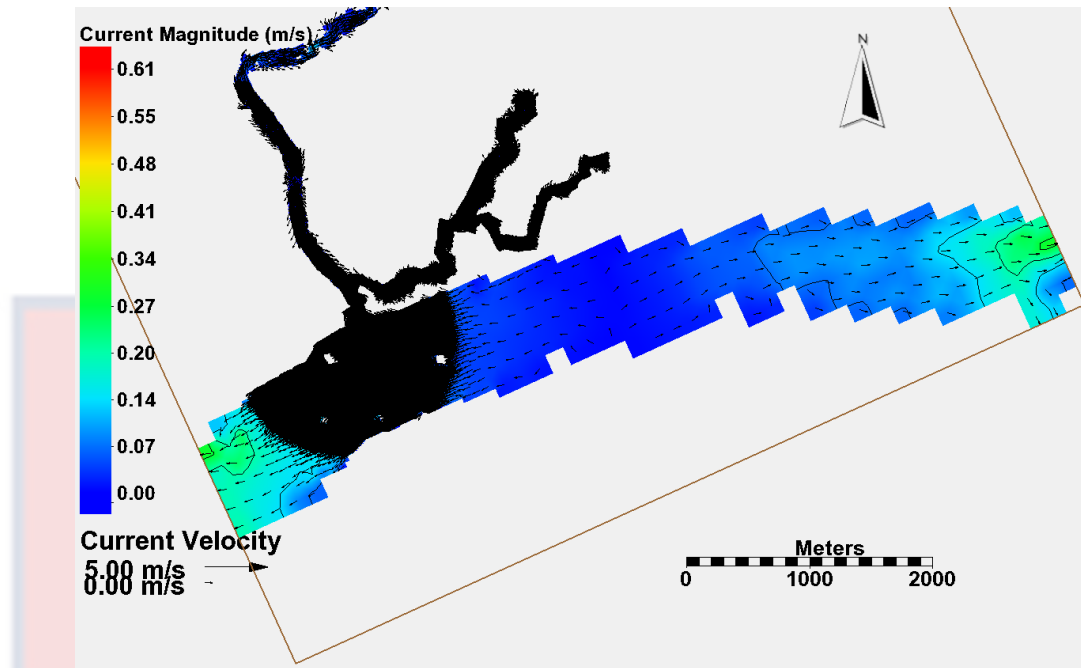 Current Magnitude (m/s)
0.61
0.55
0.48
0.41
0.34
0.27
0.20
0.14
0.07
0.00
N
Current Velocity
5.00 m/s
0.00 m/s
Meters
0 1000 2000